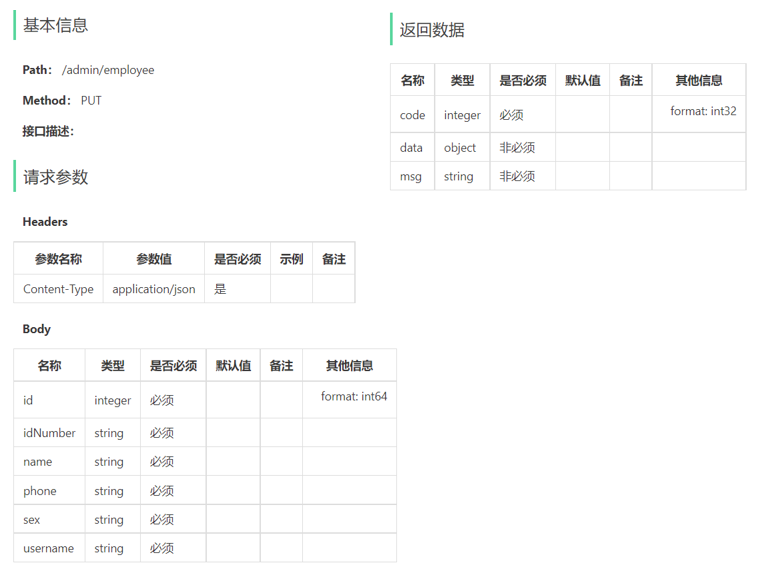 基本信息
Path： /admin/employee
Method： PUT
接口描述：
请求参数
Headers
参数名称 参数值 是否必须 示例 备注
Content-Type application/json 是
Body
名称 类型 是否必须 默认值 备注 其他信息
id integer 必须 format: int64
idNumber string 必须
name string 必须
phone string 必须
sex string 必须
username string 必须
返回数据
名称 类型 是否必须 默认值 备注 其他信息
code integer 必须 format: int32
data object 非必须
msg string 非必须